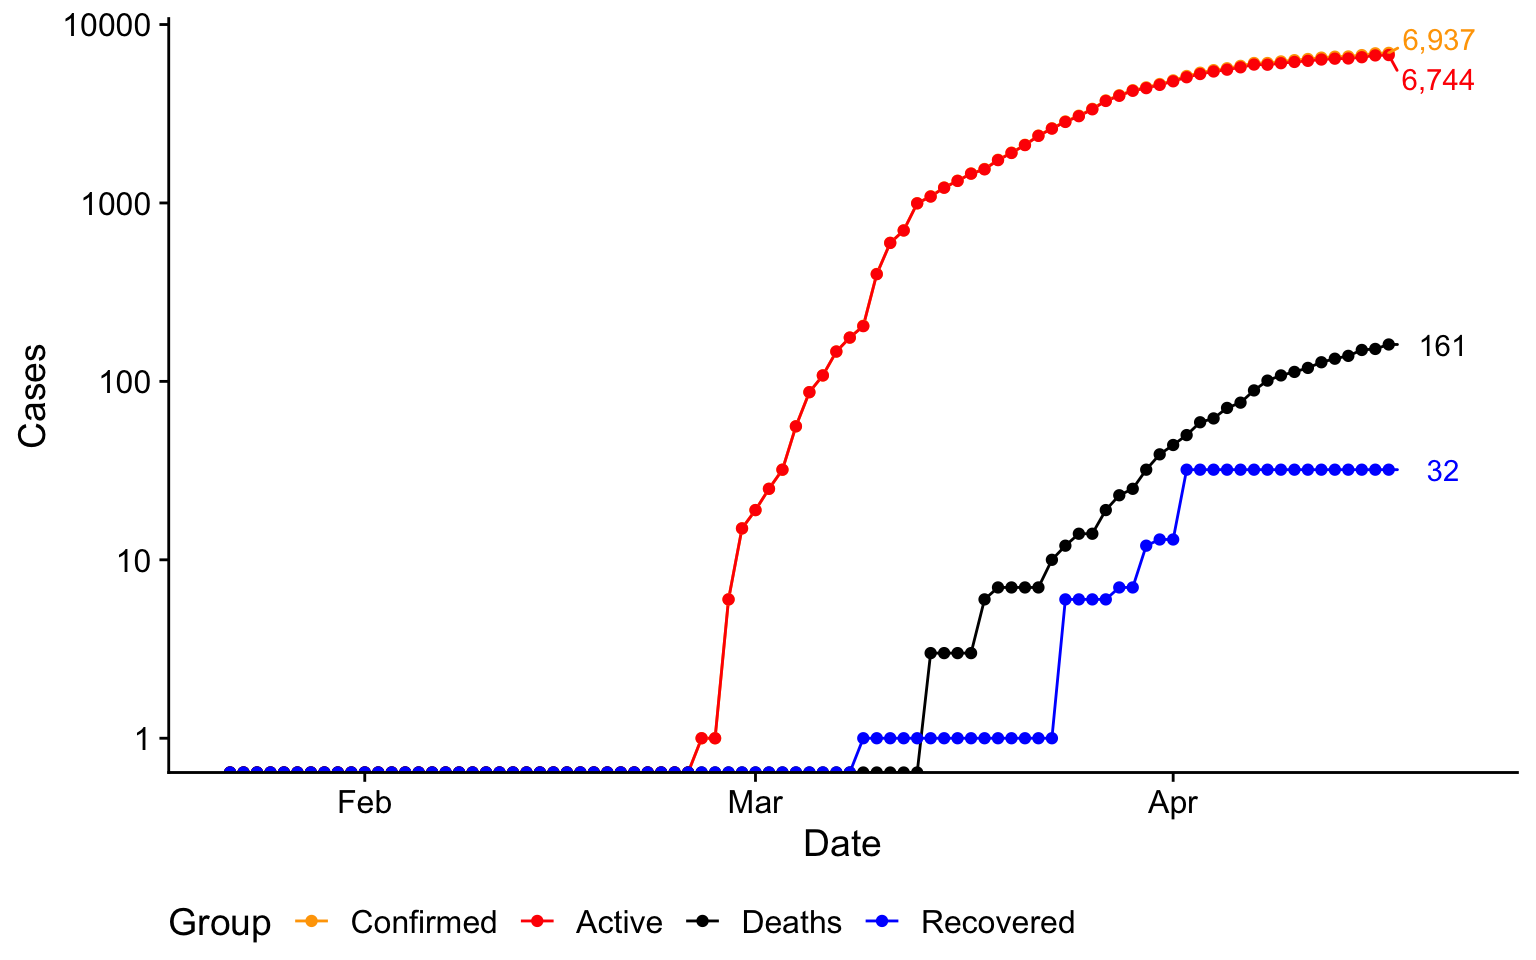 10000
1000
100
10
1
Cases
6,937
6,744
161
32
Feb Mar Apr
Date
Group Confirmed Active Deaths Recovered